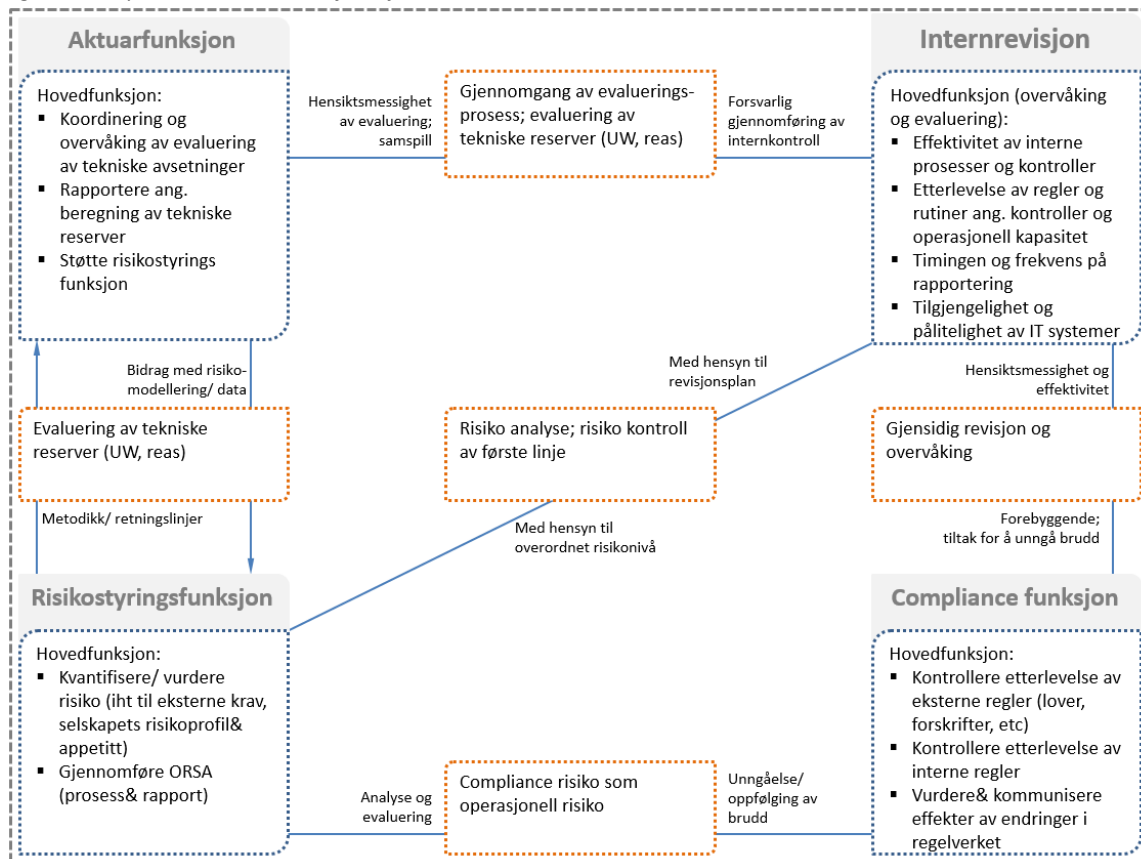 Aktuarfunksjon
Hovedfunksjon:
▪ Koordinering og
overvåking av evaluering
av tekniske avsetninger
▪ Rapportere ang.
beregning av tekniske
reserver
▪ Støtte risikostyrings
funksjon
Hensiktsmessighet
av evaluering;
samspill
Gjennomgang av evaluerings-
prosess; evaluering av
tekniske reserver (UW, reas)
Forsvarlig
gjennomføring av
internkontroll
Internrevisjon
Hovedfunksjon (overvåking
og evaluering):
▪ Effektivitet av interne
prosesser og kontroller
▪ Etterlevelse av regler og
rutiner ang. kontroller og
operasjonell kapasitet
▪ Timingen og frekvens på
rapportering
▪ Tilgjengelighet og
pålitelighet av IT systemer
Bidrag med risiko-
modellering/ data
Med hensyn til
revisjonsplan
Hensiktsmessighet og
effektivitet
Evaluering av tekniske
reserver (UW, reas)
Risiko analyse; risiko kontroll
av første linje
Gjensidig revisjon og
overvåking
Metodikk/ retningslinjer
Med hensyn til
overordnet risikonivå
Forebyggende;
tiltak for å unngå brudd
Risikostyringsfunksjon
Hovedfunksjon:
▪ Kvantifisere/ vurdere
risiko (iht til eksterne krav,
selskapets risikoprofil&
appetitt)
▪ Gjennomføre ORSA
(prosess& rapport)
Analyse og
evaluering
Compliance risiko som
operasjonell risiko
Unngåelse/
oppfølging av
brudd
Compliance funksjon
Hovedfunksjon:
▪ Kontrollere etterlevelse av
eksterne regler (lover,
forskrifter, etc)
▪ Kontrollere etterlevelse av
interne regler
▪ Vurdere& kommunisere
effekter av endringer i
regelverket